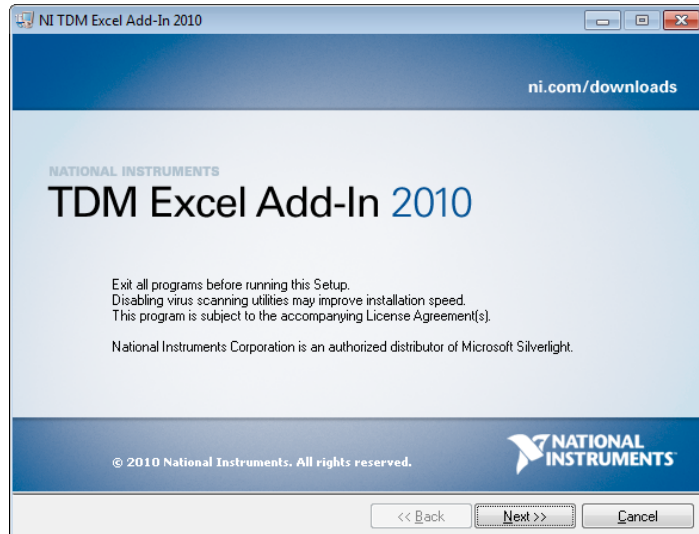 NI TDM Excel Add-In 2010
ni.com/downloads
NATIONAL INSTRUMENTS
TDM Excel Add-In 2010
Exit all programs before running this Setup.
Disabling virus scanning utilities may improve installation speed.
This program is subject to the accompanying License Agreement(s).
National Instruments Corporation is an authorized distributor of Microsoft Silverlight.
© 2010 National Instruments. All rights reserved.
NATIONAL
INSTRUMENTS
<< Back
Next >>
Cancel